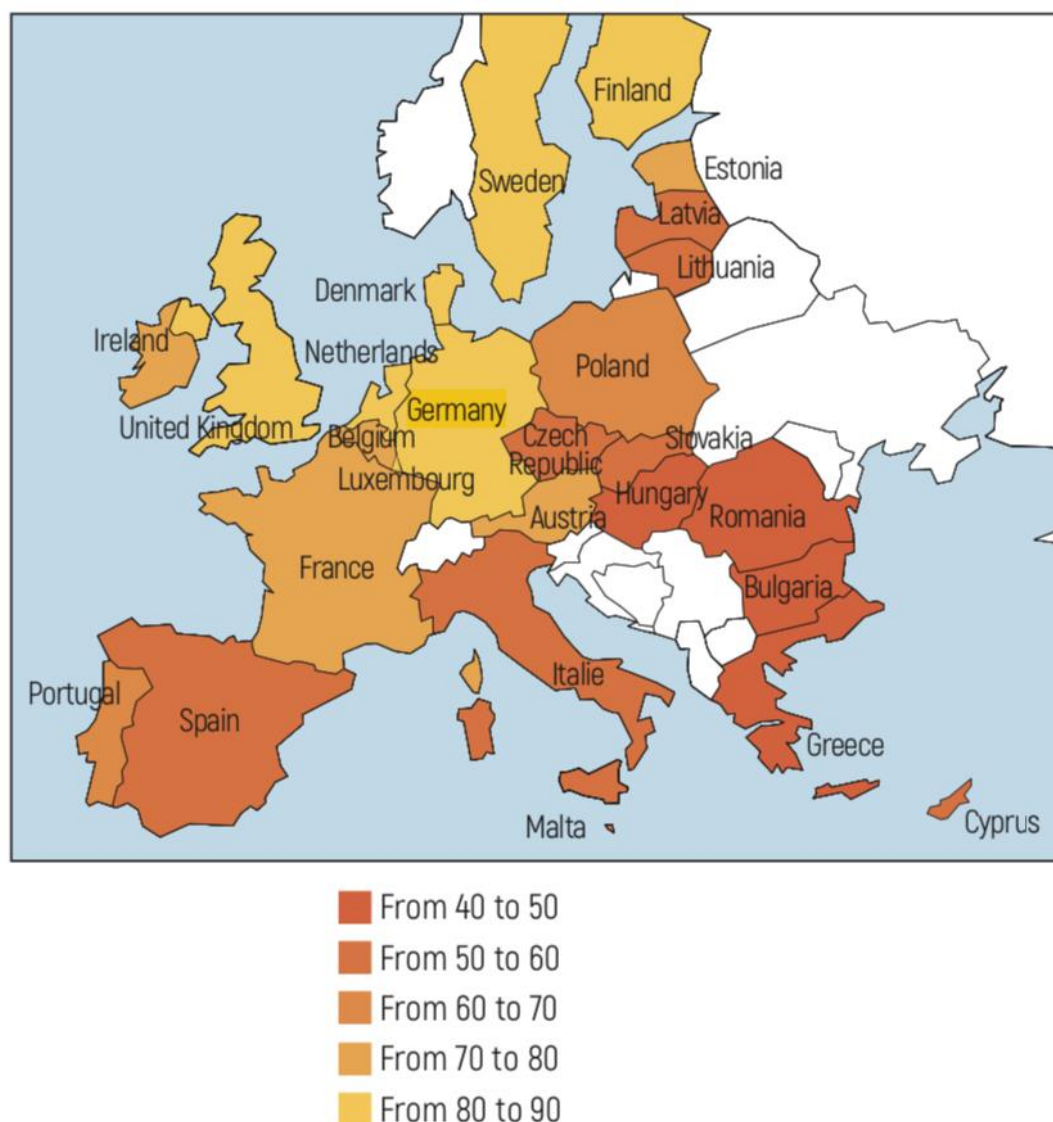 Finland
Estonia
Sweden
Latvia
Lithuania
Denmark
Ireland
Netherlands
Poland
Germany
United Kingdom
Belgium
Czech
Republic
Slovakia
Luxembourg
Hungary
Austria
Romania
France
Bulgaria
Italie
Portugal
Spain
Greece
Malta
Cyprus
From 40 to 50
From 50 to 60
From 60 to 70
From 70 to 80
From 80 to 90